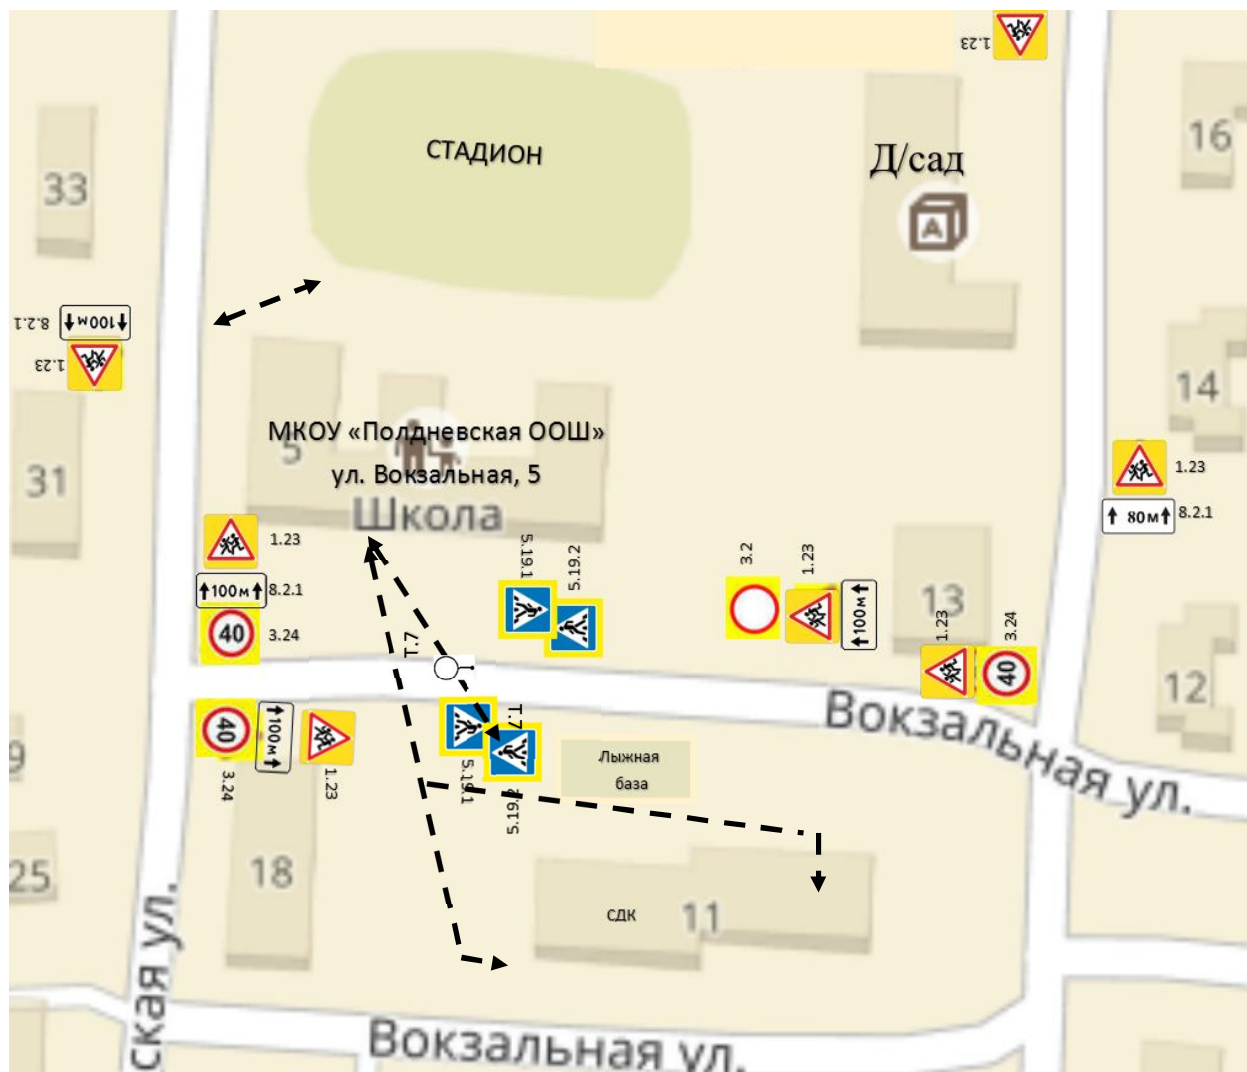 1.23
СТАДИОН
Д/сад
A
33
16
8.2.1
100м
1.23
14
МКОУ «Полдневская ООШ»
5
ул. Вокзальная, 5
31
Школа
1.23
8.2.1
80м
1.23
100м
8.2.1
40
3.24
5.19.1
5.19.2
3.2
1.23
100м
13
1.23
3.24
40
12
Т.7
Вокзальная ул.
40
100м
3.24
1.23
Т.7
5.19.1
5.19.2
Лыжная
база
9
25
18
СДК
11
ская ул.
Вокзальная ул.